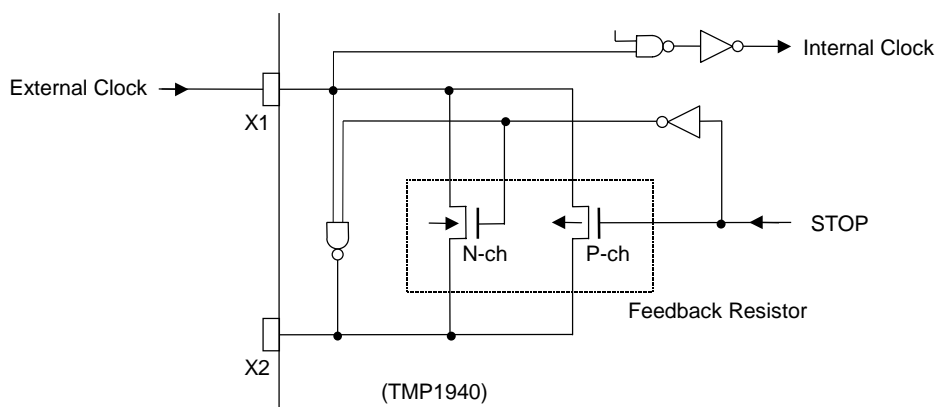 Internal Clock
External Clock
X1
STOP
N-ch
P-ch
Feedback Resistor
X2
(TMP1940)